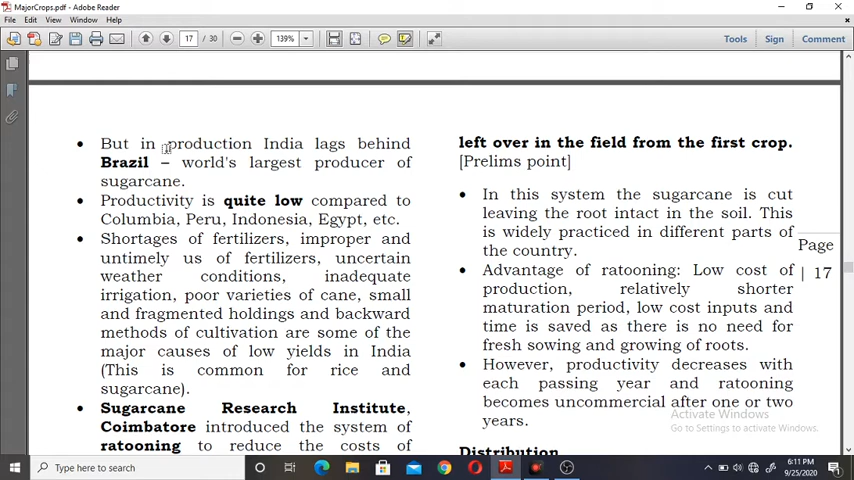 MajorCrops.pdf - Adobe Reader
File Edit View Window Help
17 / 30
139%
Tools Sign Comment
• But in production India lags behind
Brazil – world's largest producer of
sugarcane.
• Productivity is quite low compared to
Columbia, Peru, Indonesia, Egypt, etc.
• Shortages of fertilizers, improper and
untimely us of fertilizers, uncertain
weather conditions, inadequate
irrigation, poor varieties of cane, small
and fragmented holdings and backward
methods of cultivation are some of the
major causes of low yields in India
(This is common for rice and
sugarcane).
• Sugarcane Research Institute,
Coimbatore introduced the system of
ratooning to reduce the costs of
left over in the field from the first crop.
[Prelims point]
• In this system the sugarcane is cut
leaving the root intact in the soil. This
is widely practiced in different parts of
the country.
• Advantage of ratooning: Low cost of
production, relatively shorter
maturation period, low cost inputs and
time is saved as there is no need for
fresh sowing and growing of roots.
• However, productivity decreases with
each passing year and ratooning
becomes uncommercial after one or two
years.
Distribution
Page
| 17
Activate Windows
Go to Settings to activate Windows.
Type here to search
6:11 PM
9/25/2020